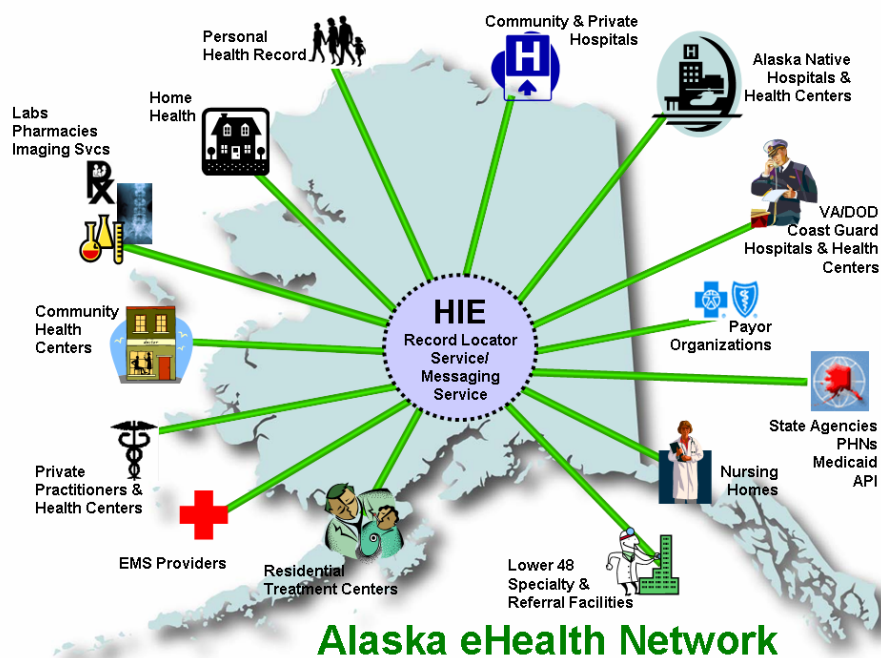 Community & Private
Hospitals
Personal
Health Record
H
Alaska Native
Hospitals &
Health Centers
H
Home
Health
Labs
Pharmacies
Imaging Svcs
Rx
VA/DOD
Coast Guard
Hospitals & Health
Centers
HIE
Record Locator
Service/
Messaging
Service
Community
Health
Centers
Payor
Organizations
State Agencies
PHNs
Medicaid
API
Private
Practitioners &
Health Centers
Nursing
Homes
EMS Providers
Residential
Treatment Centers
Lower 48
Specialty &
Referral Facilities
Alaska eHealth Network